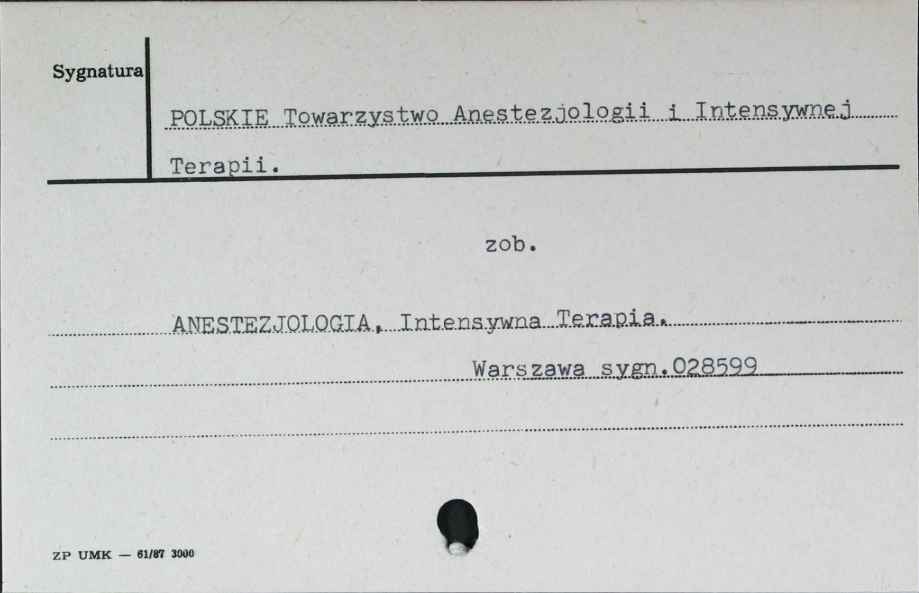 Sygnatura
POLSKIE Towarzystwo Anestezjologii i Intensywnej
Terapii.
zob.
ANESTEZJOLOGIA, Intensywna Terapia.
Warszawa sygn.028599
ZP UMK — 61/87 3000